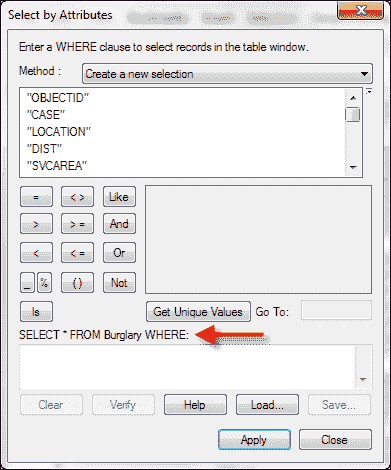 Select by Attributes
Enter a WHERE clause to select records in the table window.
Method : Create a new selection
"OBJECTID"
"CASE"
"LOCATION"
"DIST"
"SVCAREA"
= < > Like
> > = And
< < = Or
_ % ( ) Not
Is Get Unique Values Go To:
SELECT * FROM Burglary WHERE:
Clear Verify Help Load... Save...
Apply Close